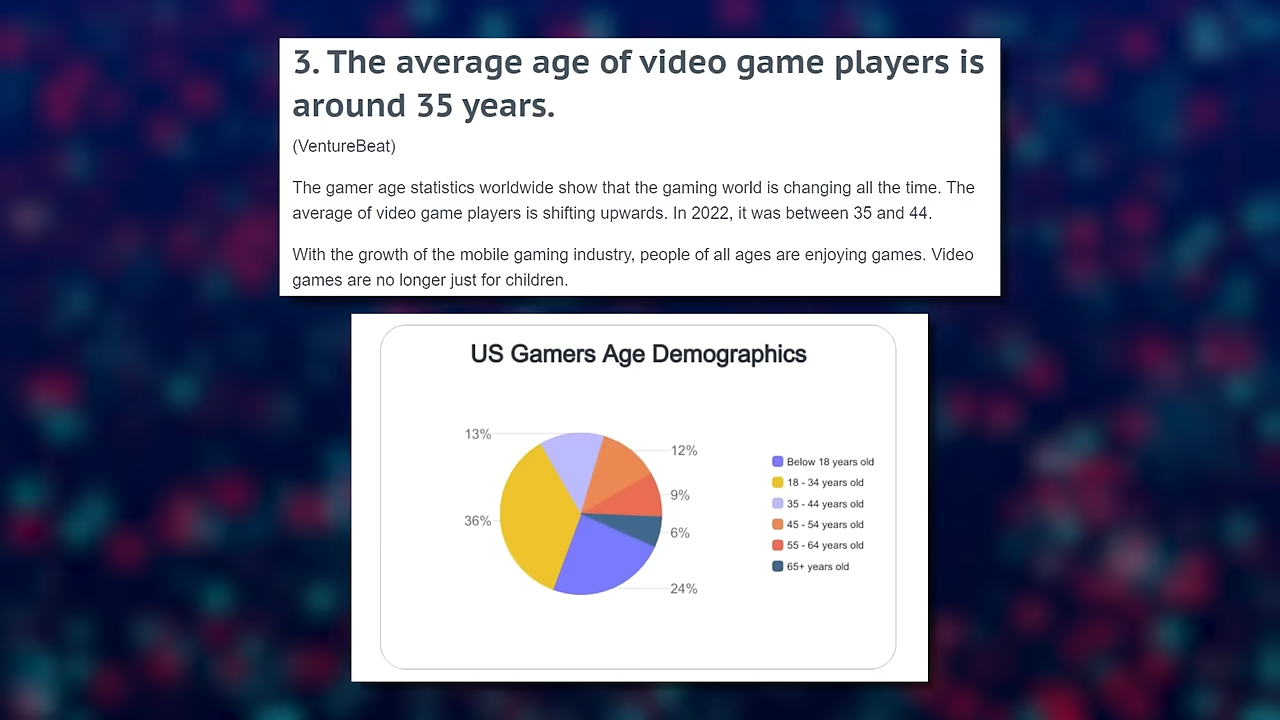 3. The average age of video game players is
around 35 years.
(VentureBeat)
The gamer age statistics worldwide show that the gaming world is changing all the time. The
average of video game players is shifting upwards. In 2022, it was between 35 and 44.
With the growth of the mobile gaming industry, people of all ages are enjoying games. Video
games are no longer just for children.
US Gamers Age Demographics
13%
12%
9%
36%
6%
24%
Below 18 years old
18 - 34 years old
35 - 44 years old
45 - 54 years old
55 - 64 years old
65+ years old